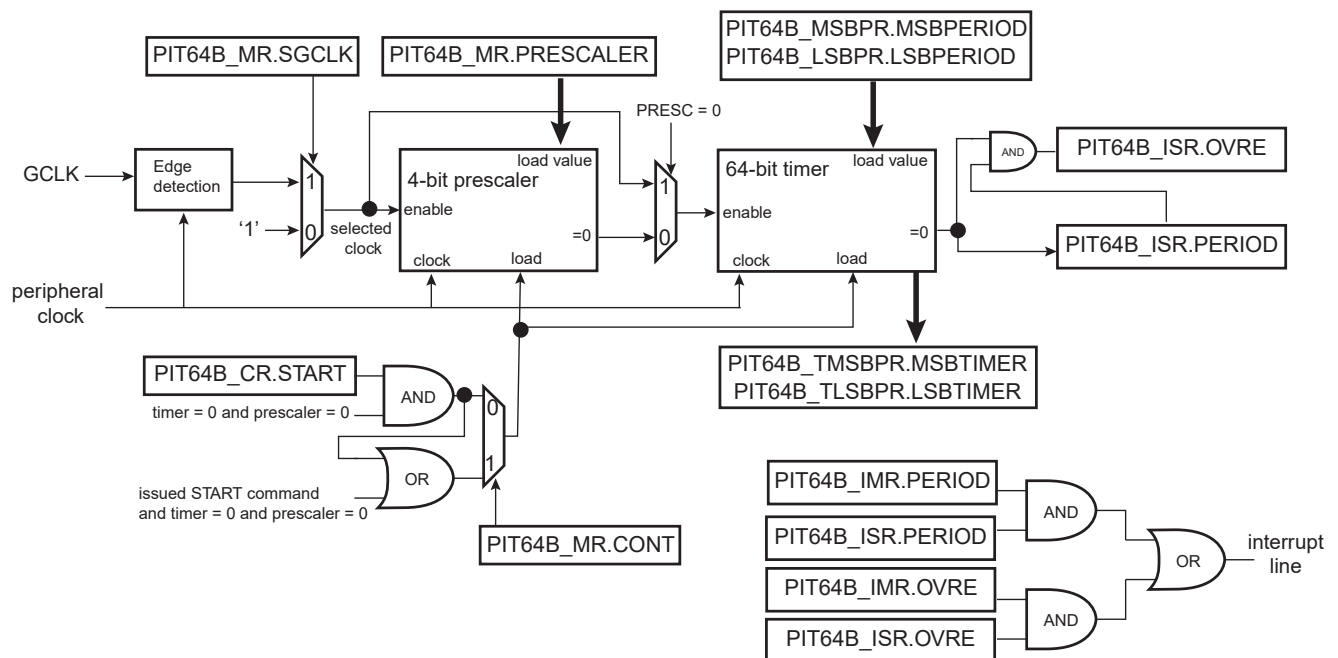 PIT64B_MR.SGCLK
PIT64B_MR.PRESCALER
PIT64B_MSBPR.MSBPERIOD
PIT64B_LSBPR.LSBPERIOD
PRESC = 0
GCLK
Edge
detection
1
0
'1'
selected
clock
load value
4-bit prescaler
enable
=0
clock
load
1
0
load value
64-bit timer
enable
=0
clock
load
AND
PIT64B_ISR.OVRE
PIT64B_ISR.PERIOD
peripheral
clock
PIT64B_CR.START
AND
timer = 0 and prescaler = 0
0
1
OR
issued START command
and timer = 0 and prescaler = 0
PIT64B_MR.CONT
PIT64B_TMSBPR.MSBTIMER
PIT64B_TLSBPR.LSBTIMER
PIT64B_IMR.PERIOD
AND
PIT64B_ISR.PERIOD
OR
interrupt
line
PIT64B_IMR.OVRE
AND
PIT64B_ISR.OVRE